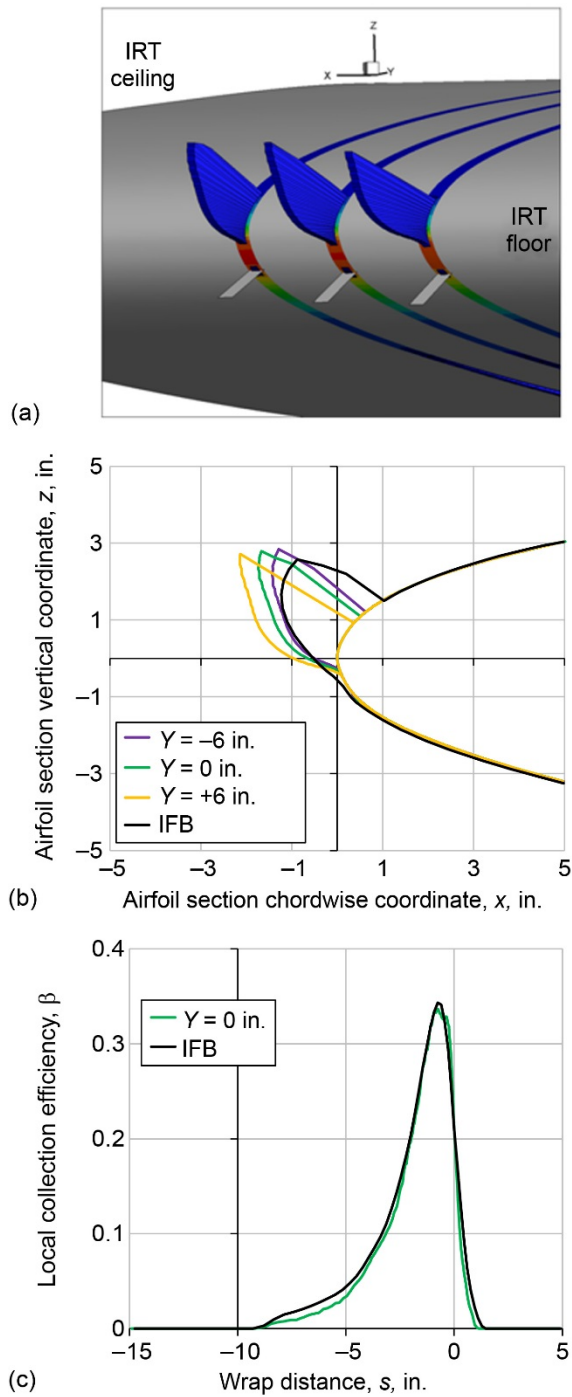 IRT
ceiling
z
x
Y
IRT
floor
(a)
Airfoil section vertical coordinate, z, in.
5
3
1
−1
−3
−5
Y = −6 in.
Y = 0 in.
Y = +6 in.
IFB
−5 −3 −1 1 3 5
(b)
Airfoil section chordwise coordinate, x, in.
Local collection efficiency, β
0.4
0.3
0.2
0.1
0
Y = 0 in.
IFB
−15 −10 −5 0 5
(c)
Wrap distance, s, in.